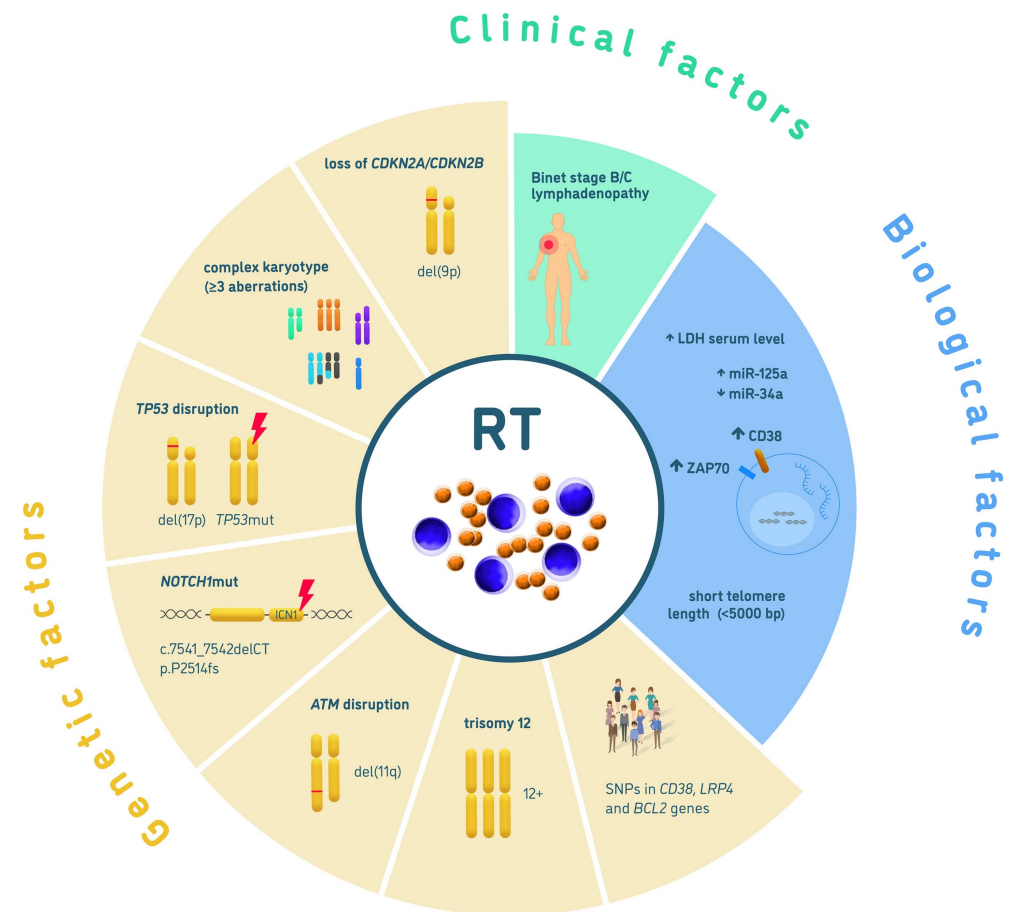 Clinical factors
Biological factors
Genetic factors
RT
Binet stage B/C
lymphadenopathy
↑ LDH serum level
↑ miR-125a
↓ miR-34a
↑ CD38
↑ ZAP70
short telomere
length (<5000 bp)
SNPs in CD38, LRP4
and BCL2 genes
trisomy 12
12+
ATM disruption
del(11q)
NOTCH1mut
ICN1
c.7541_7542delCT
p.P2514fs
TP53 disruption
del(17p) TP53mut
complex karyotype
(≥3 aberrations)
loss of CDKN2A/CDKN2B
del(9p)